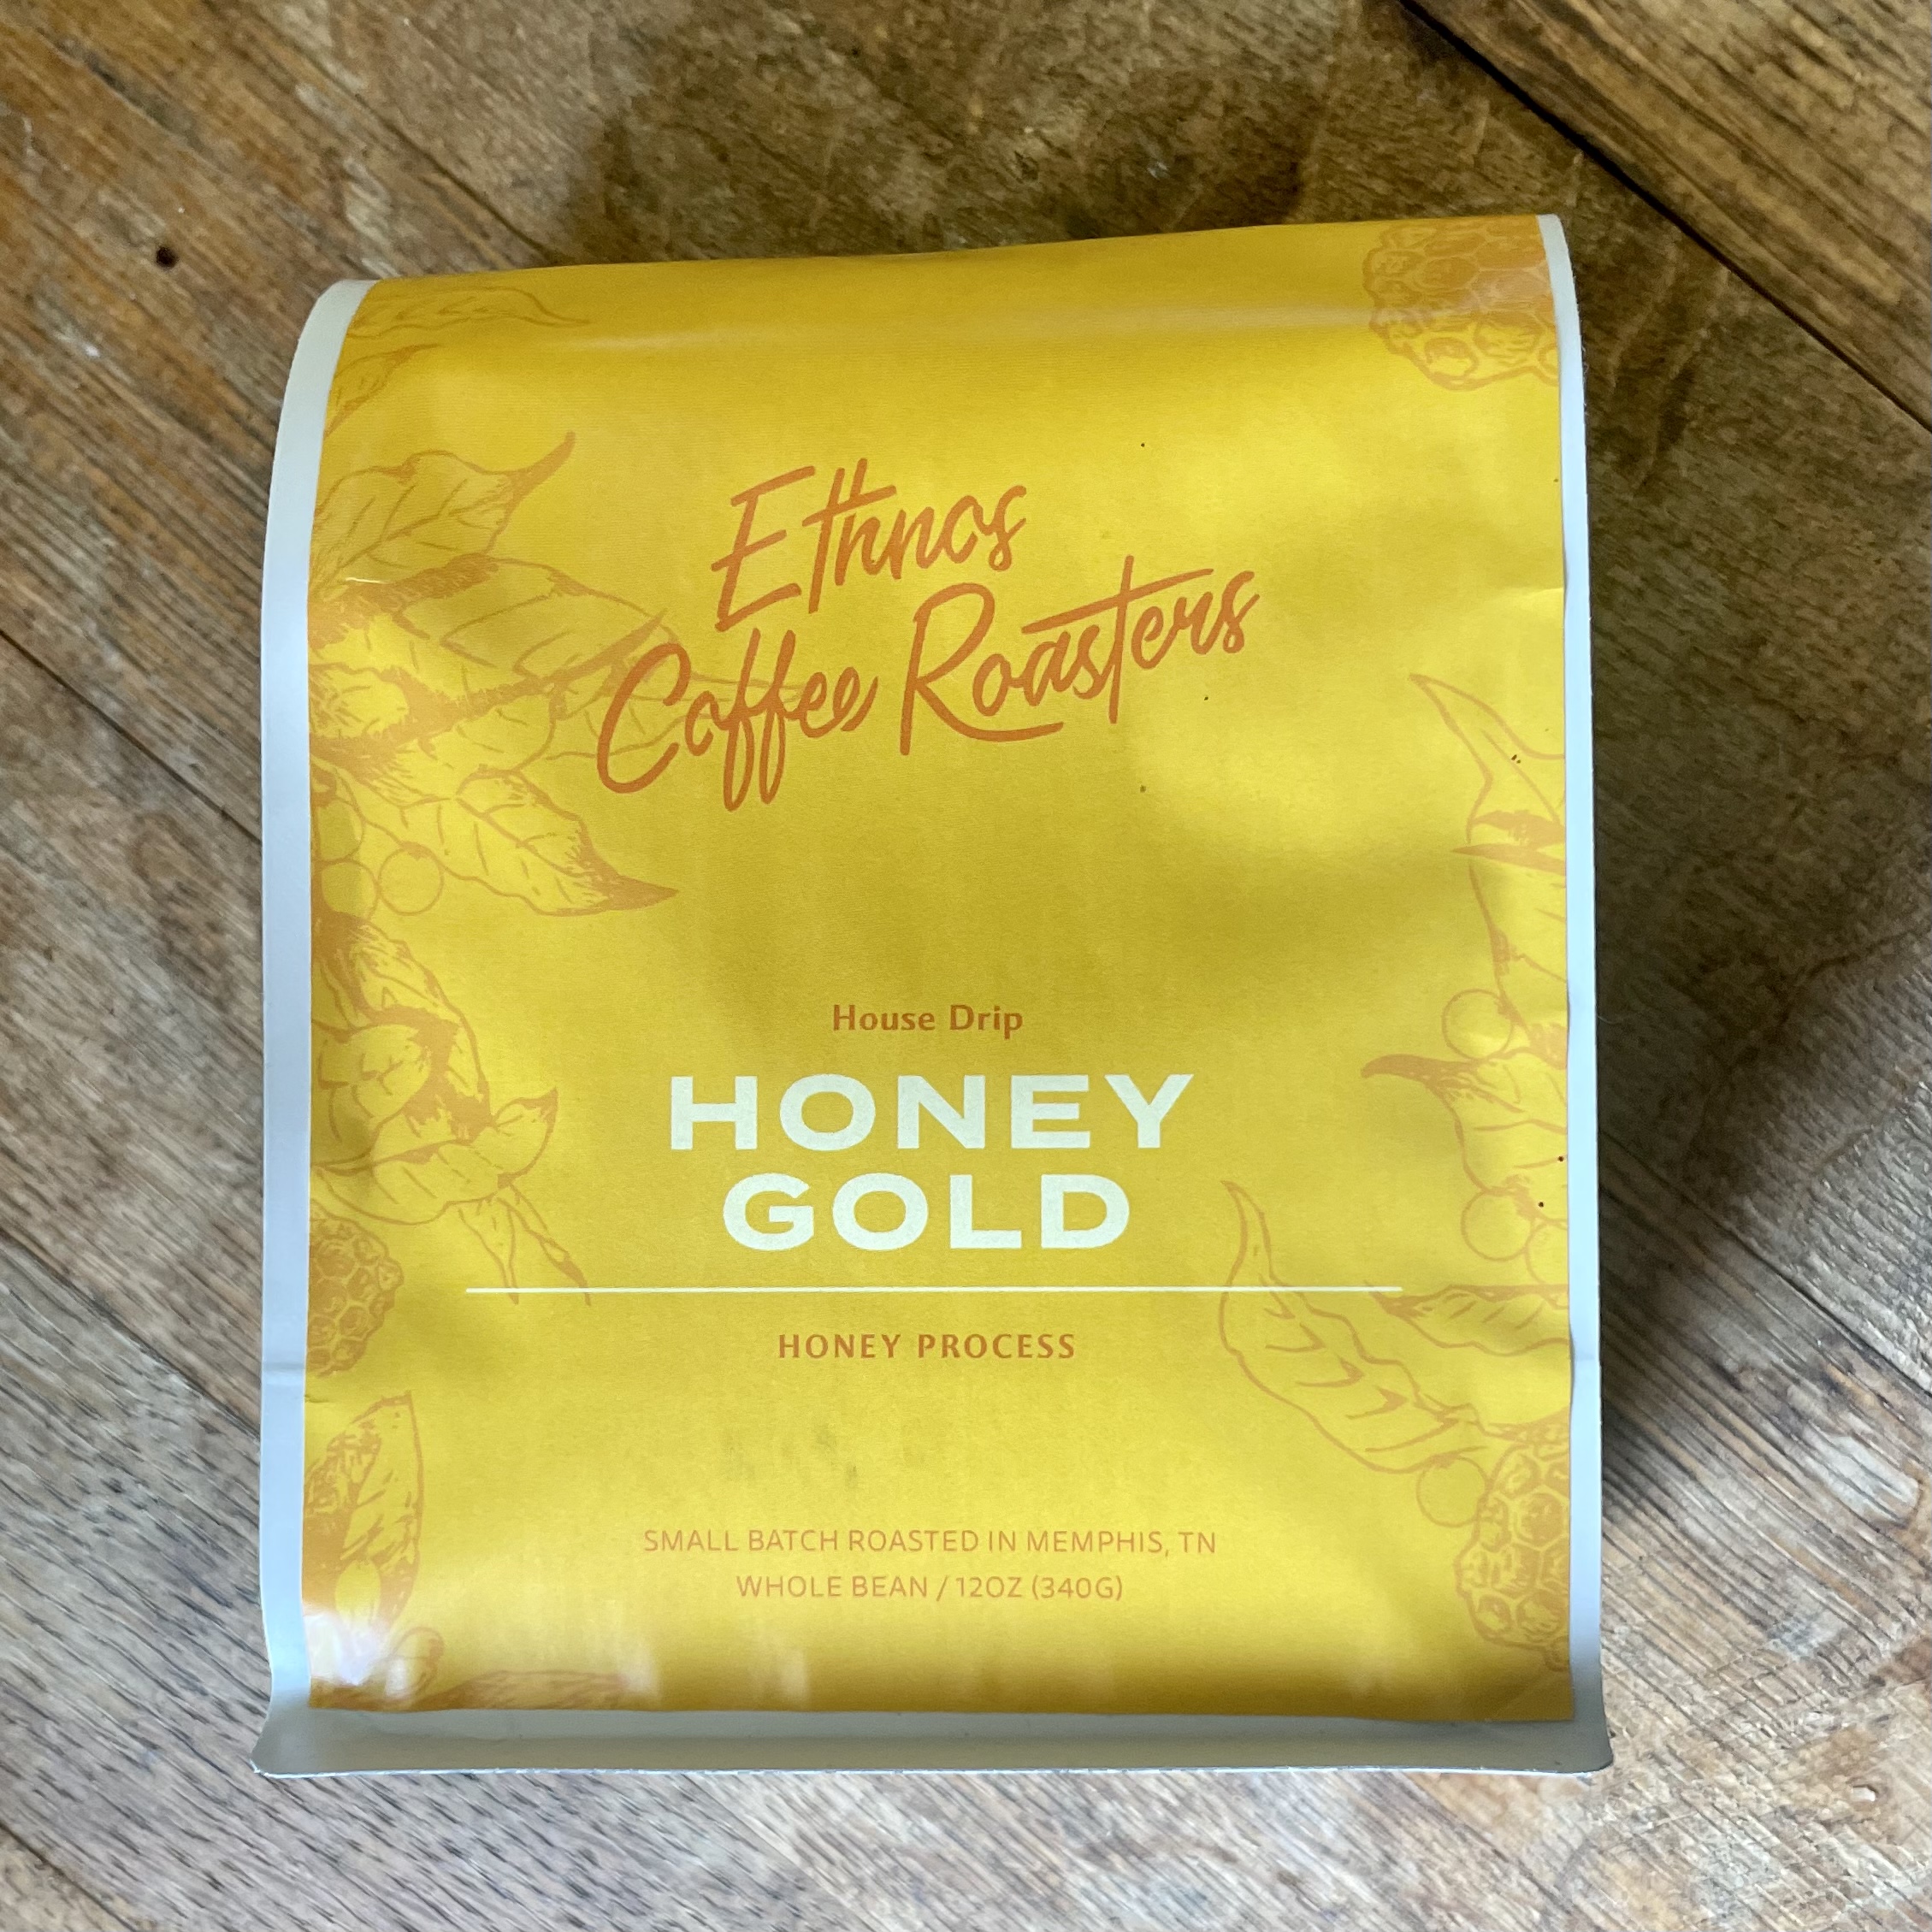 Ethnos
Coffee Roasters
House Drip
HONEY
GOLD
HONEY PROCESS
SMALL BATCH ROASTED IN MEMPHIS, TN
WHOLE BEAN / 12OZ (340G)